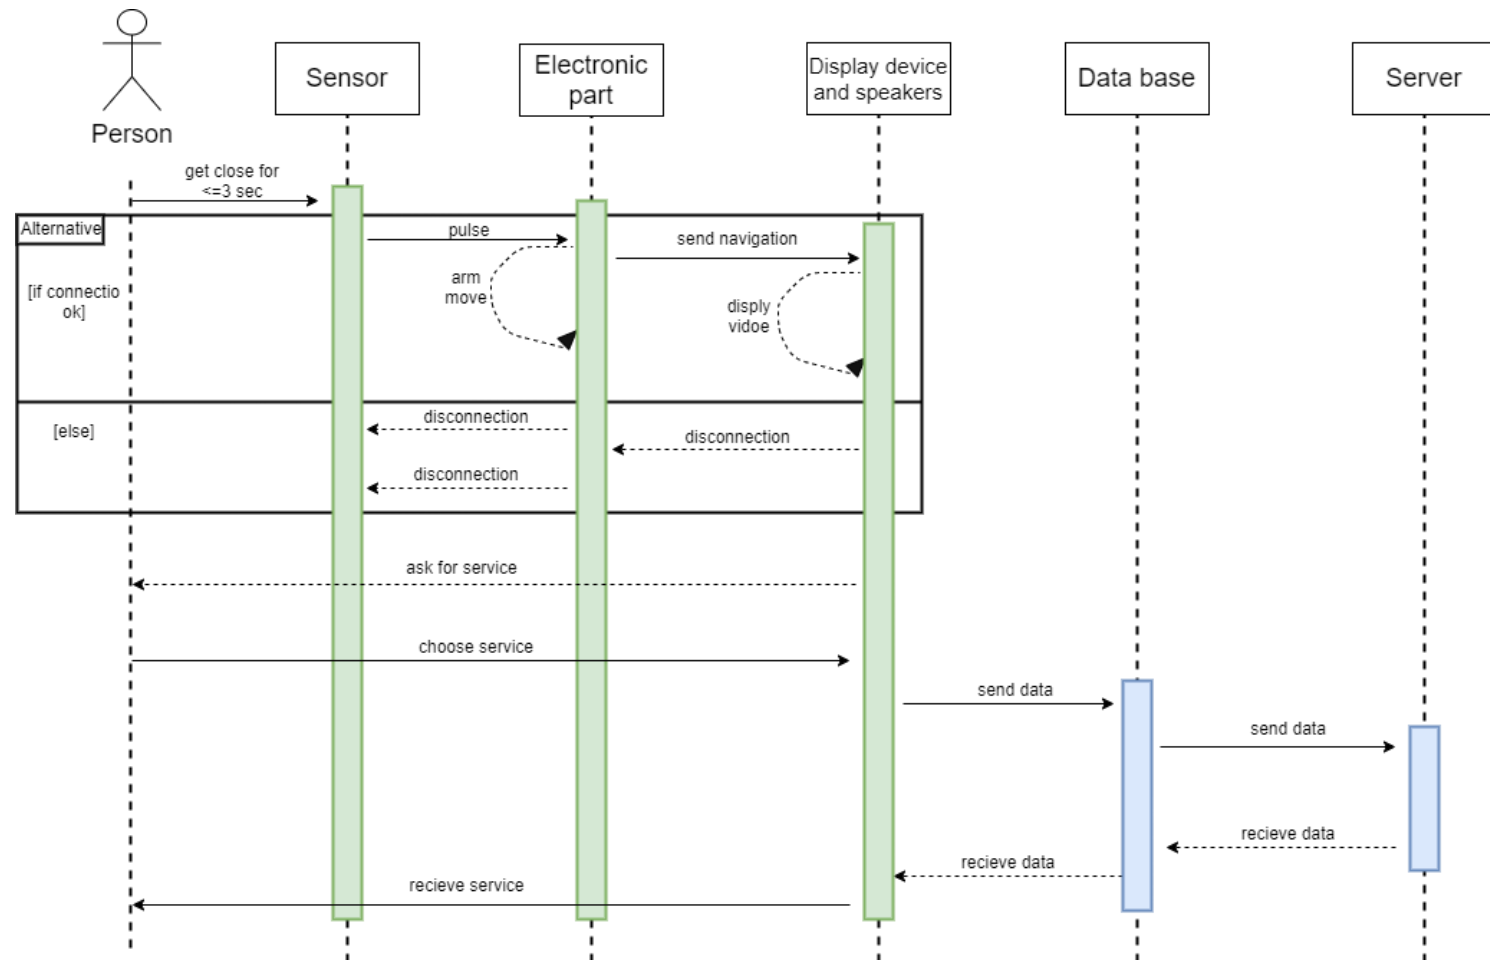 Person
Sensor
Electronic
part
Display device
and speakers
Data base
Server
get close for
<=3 sec
Alternative
pulse
send navigation
[if connectio
ok]
arm
move
disply
vidoe
[else]
disconnection
disconnection
disconnection
ask for service
choose service
send data
send data
recieve data
recieve data
recieve service